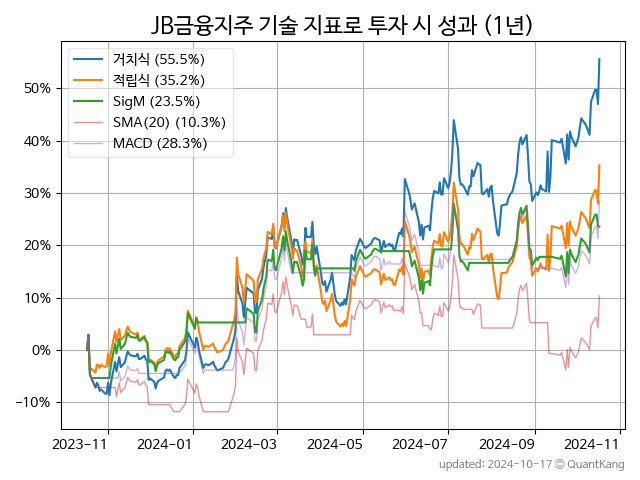 JB금융지주 기술 지표로 투자 시 성과 (1년)
거치식 (55.5%)
적립식 (35.2%)
SigM (23.5%)
SMA(20) (10.3%)
MACD (28.3%)
50%
40%
30%
20%
10%
0%
−10%
2023-11 2024-01 2024-03 2024-05 2024-07 2024-09 2024-11
updated: 2024-10-17 © QuantKang